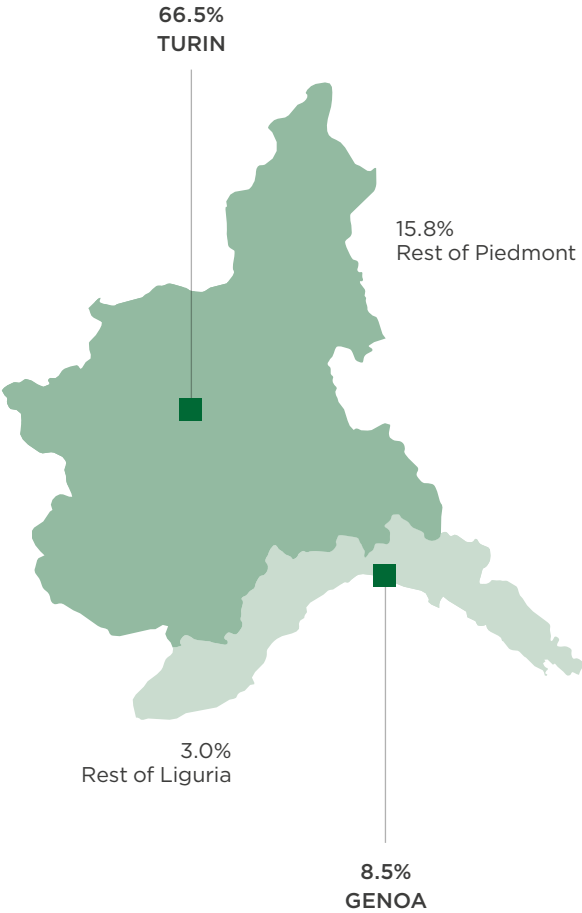 66.5%
TURIN
15.8%
Rest of Piedmont
3.0%
Rest of Liguria
8.5%
GENOA